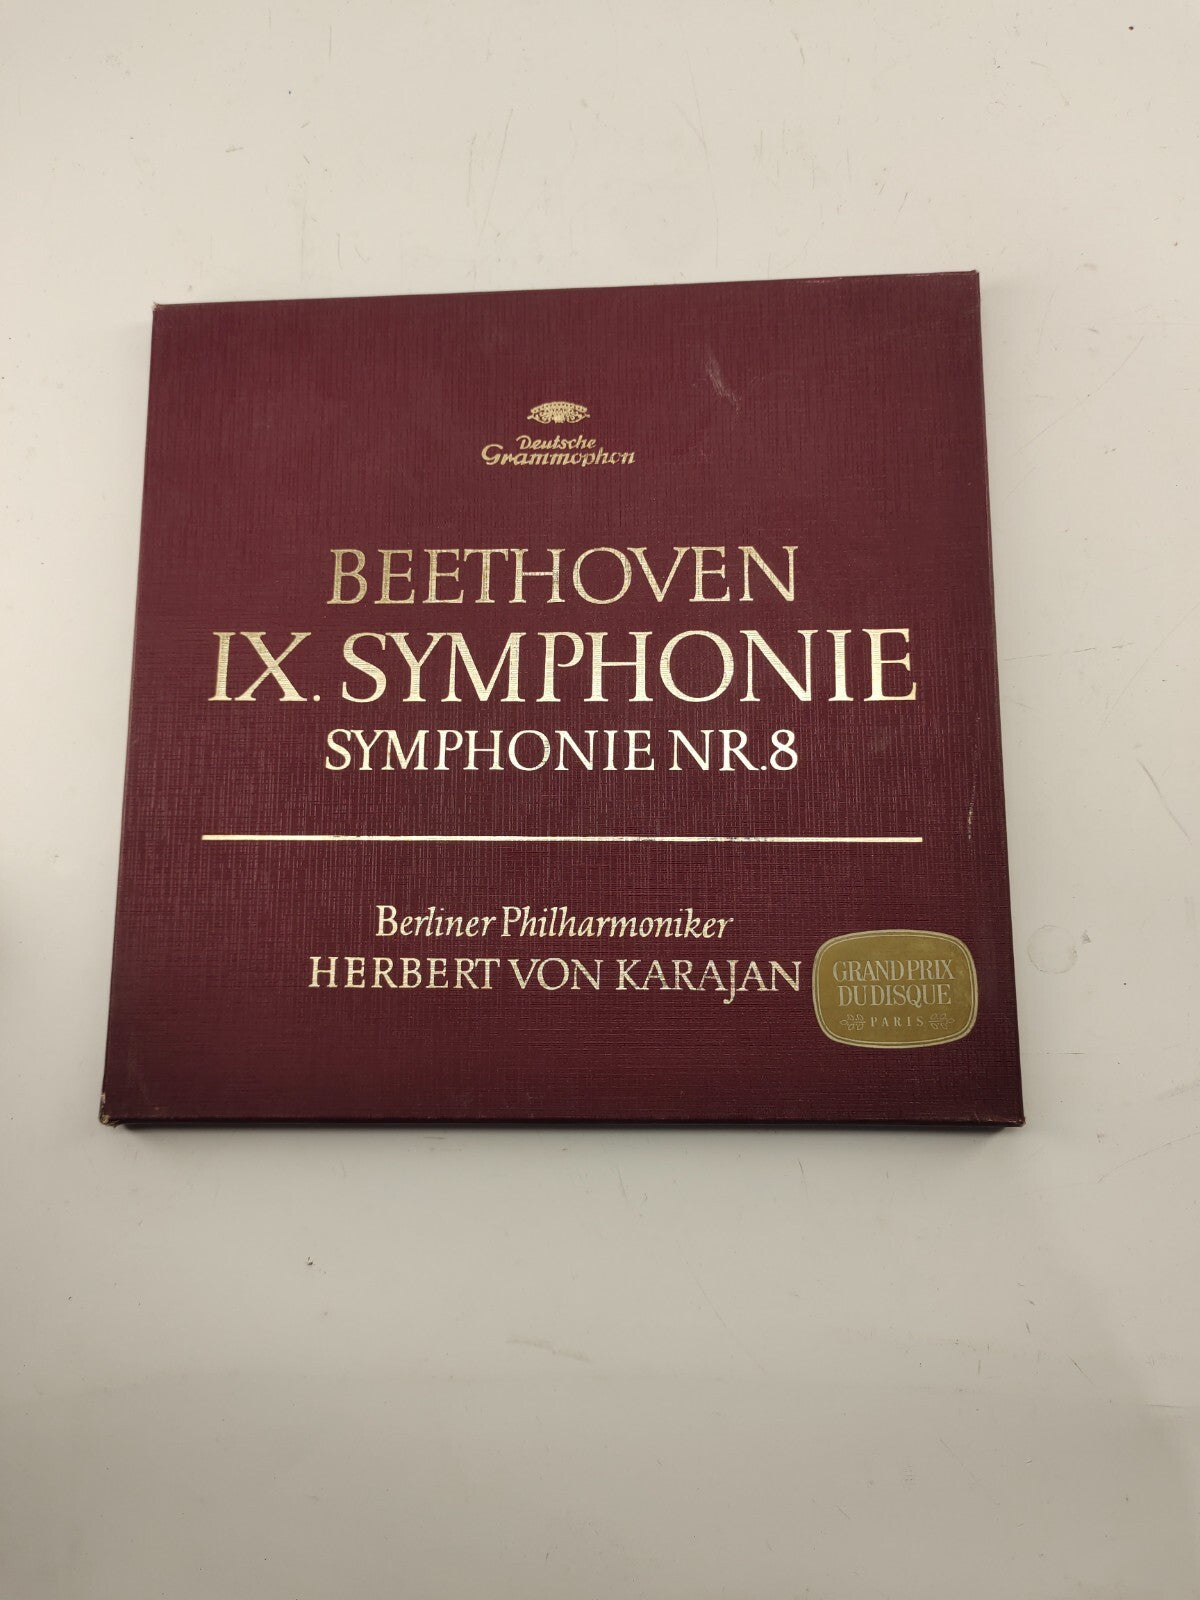 Deutsche
Grammophon
BEETHOVEN
IX. SYMPHONIE
SYMPHONIE NR.8
Berliner Philharmoniker
HERBERT VON KARAJAN
GRAND PRIX
DU DISQUE
PARIS